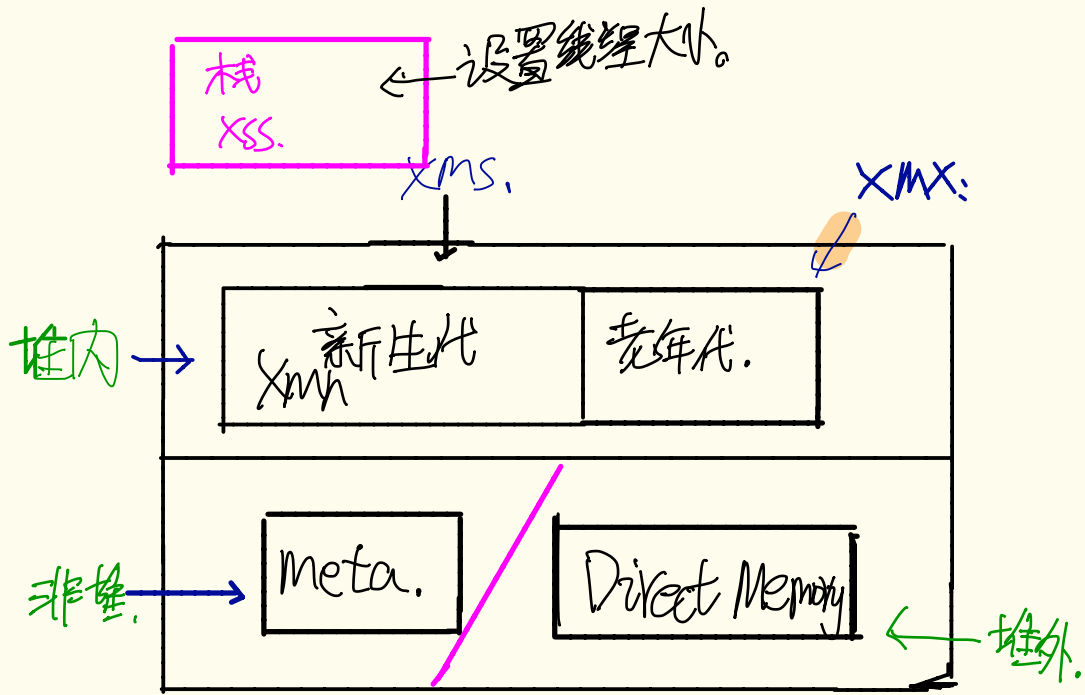 栈
xss.
设置线程大小。
xms.
XMX:
堆内
新生代
xmn
老年代.
非堆.
meta.
Direct Memory
堆外.